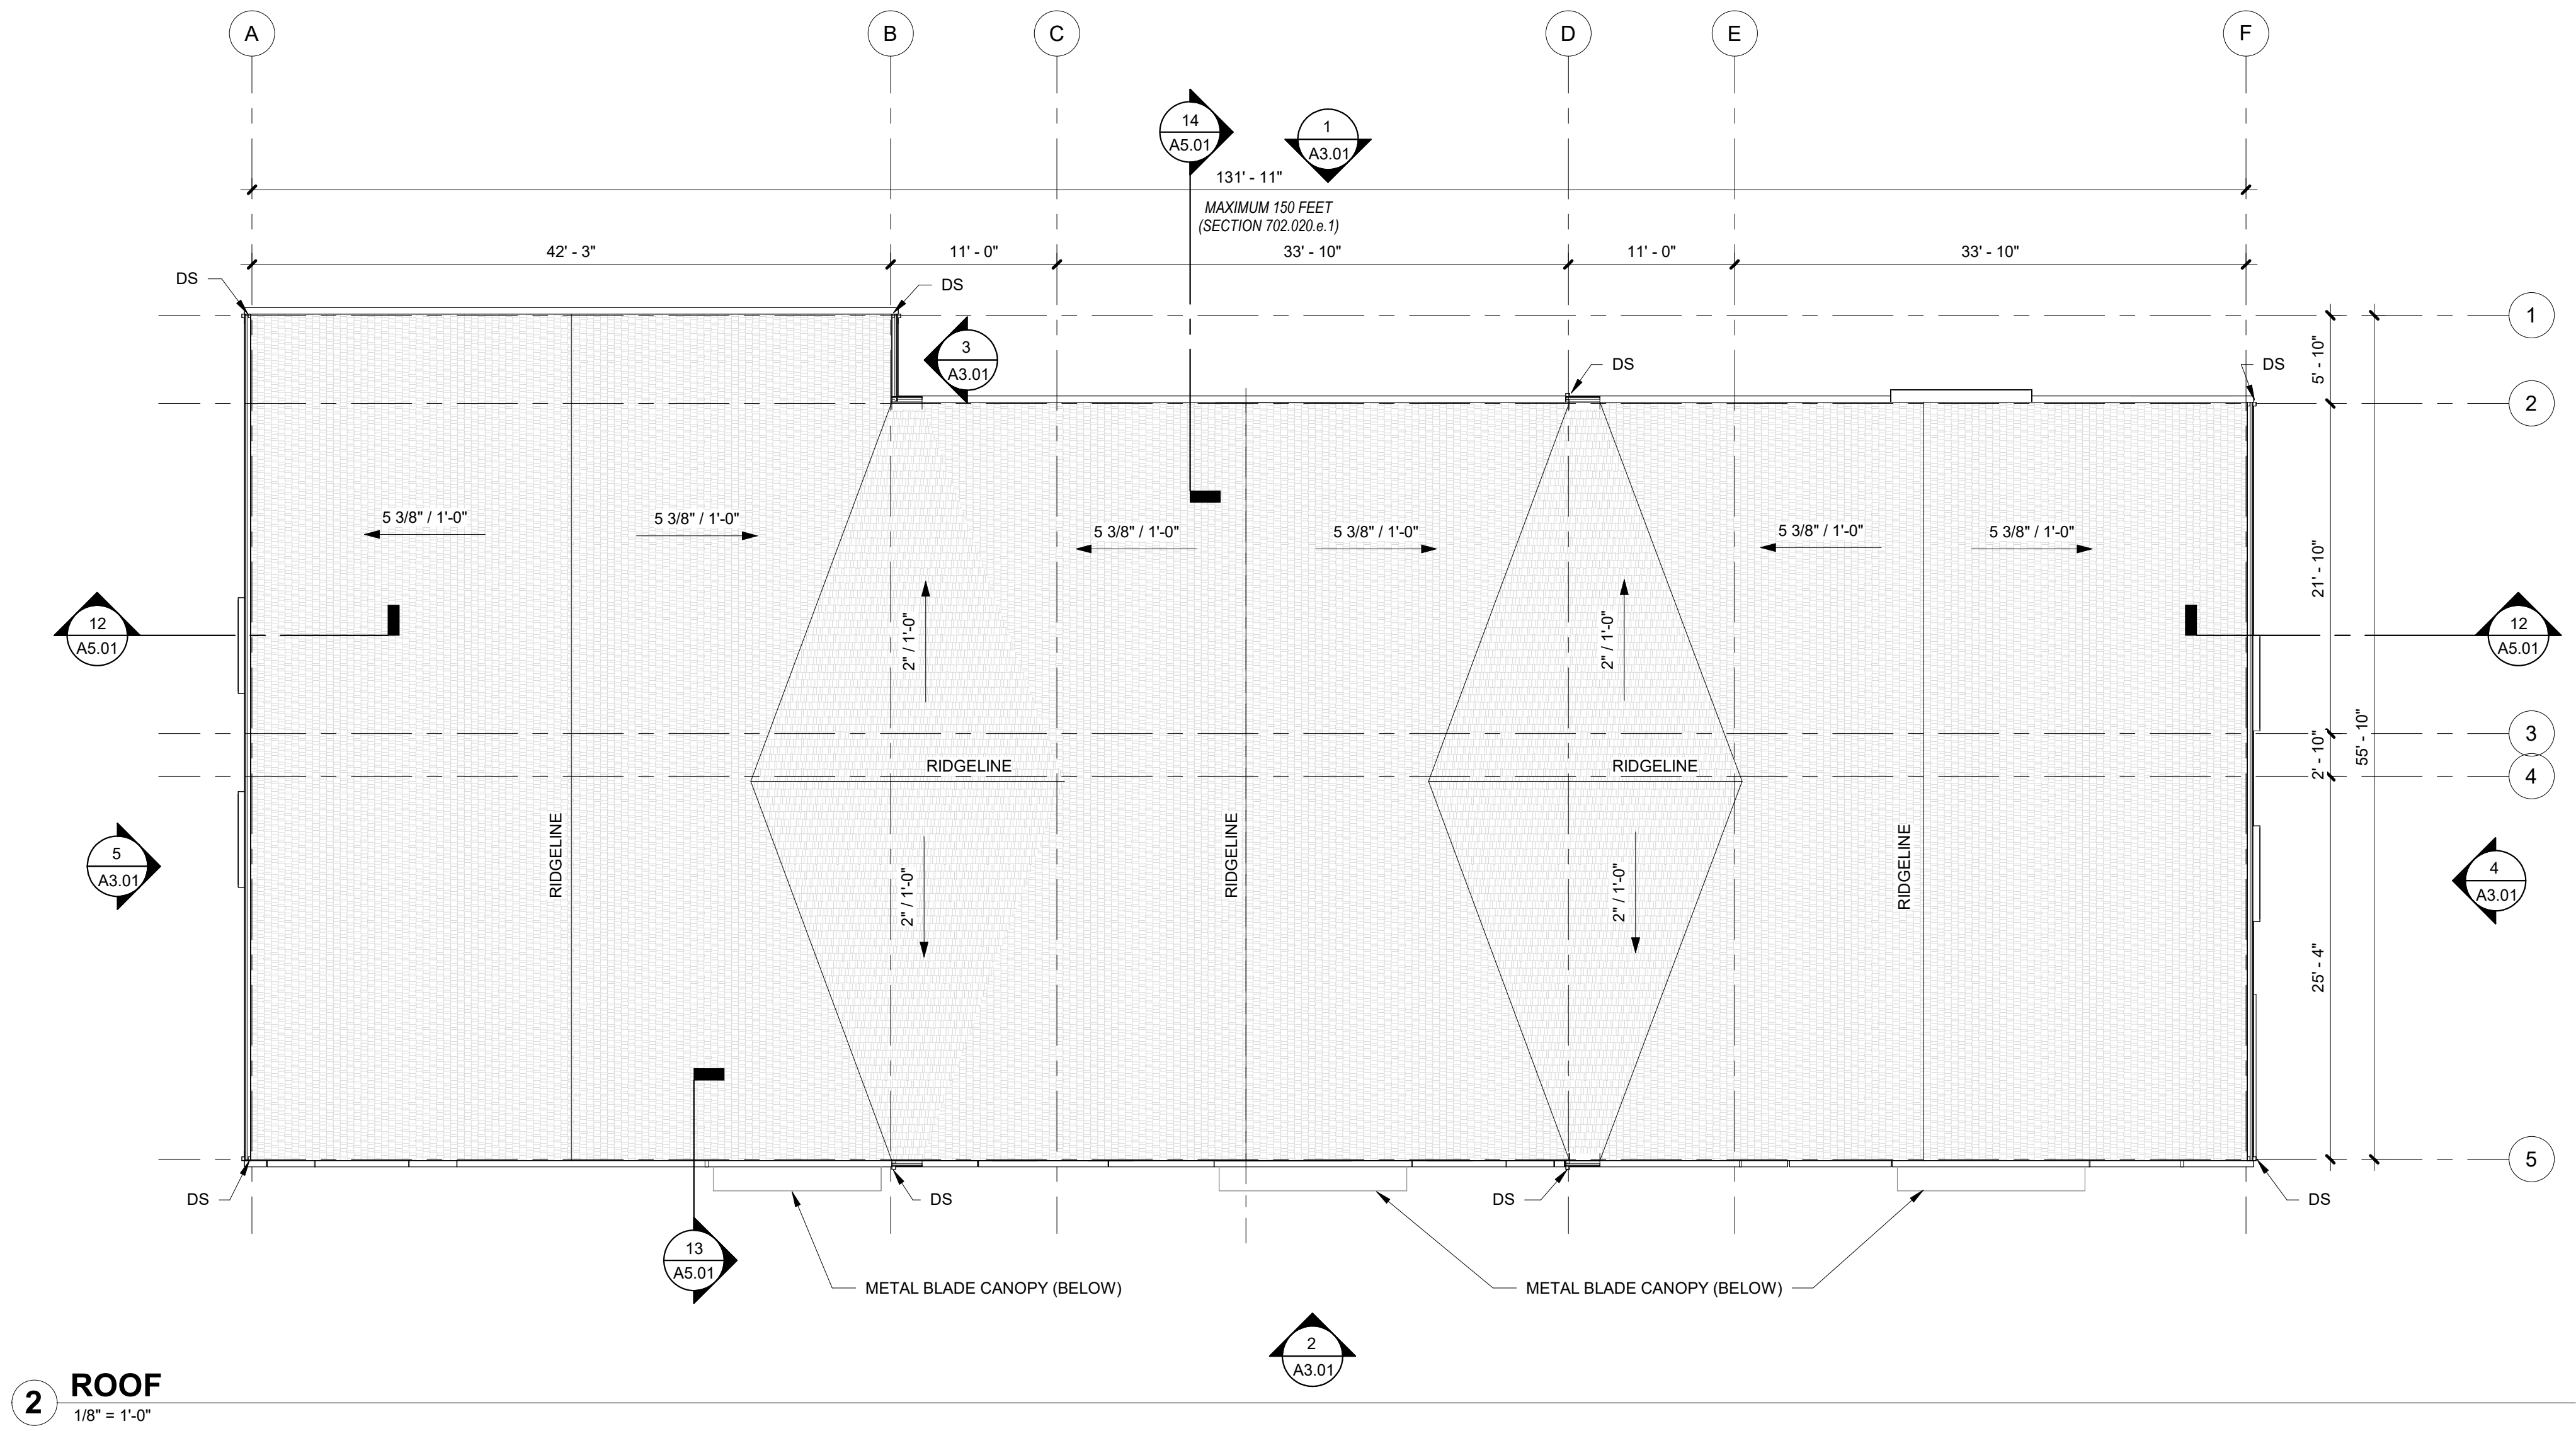 A
B
C
D
E
F
14
A5.01
1
A3.01
131' - 11"
MAXIMUM 150 FEET
(SECTION 702.020.e.1)
42' - 3"
11' - 0"
33' - 10"
11' - 0"
33' - 10"
DS
DS
1
3
A3.01
DS
DS
5' - 10"
2
5 3/8" / 1'-0"
5 3/8" / 1'-0"
5 3/8" / 1'-0"
5 3/8" / 1'-0"
5 3/8" / 1'-0"
5 3/8" / 1'-0"
21' - 10"
12
A5.01
2" / 1'-0"
2" / 1'-0"
12
A5.01
3
55' - 10"
2' - 10"
RIDGELINE
RIDGELINE
4
5
A3.01
RIDGELINE
RIDGELINE
RIDGELINE
4
A3.01
2" / 1'-0"
2" / 1'-0"
25' - 4"
5
DS
DS
DS
DS
13
A5.01
METAL BLADE CANOPY (BELOW)
METAL BLADE CANOPY (BELOW)
2
A3.01
2
ROOF
1/8" = 1'-0"